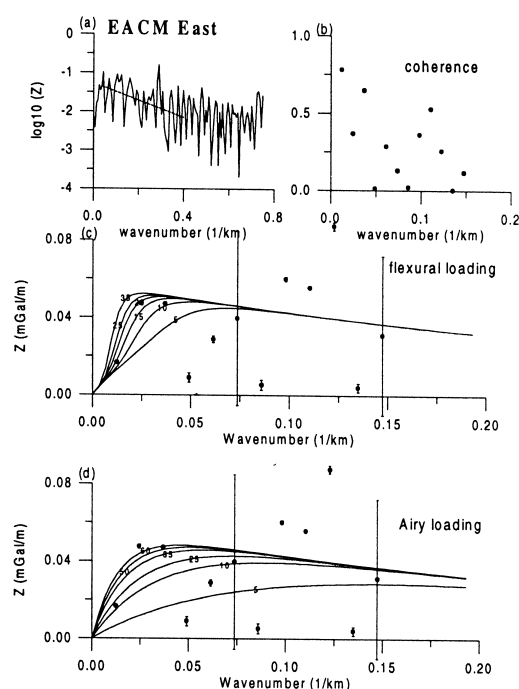 (a) EACM East
(b)
0
-1
-2
-3
-4
log10 (Z)
0.0 0.4 0.8
wavenumber (1/km)
1.0
0.5
0.0
coherence
0.0 0.1 0.2
wavenumber (1/km)
(c)
0.08
0.04
0.00
Z (mGal/m)
flexural loading
35
25
15
10
5
0.00 0.05 0.10 0.15 0.20
Wavenumber (1/km)
(d)
0.08
0.04
0.00
Z (mGal/m)
Airy loading
50
35
25
10
5
0.00 0.05 0.10 0.15 0.20
Wavenumber (1/km)